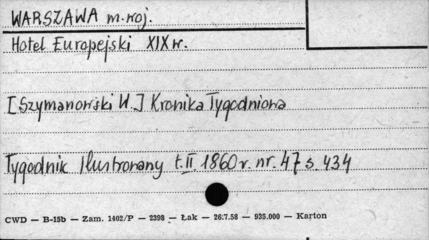 WARSZAWA m.woj.
Hotel Europejski XIX w.
[Szymanowski W.] Kronika Tygodniowa
Tygodnik Ilustrowany t.II 1860 r. nr. 47 s. 434
CWD — B-15b — Zam. 1402/P — 2398 — Łak — 26.7.58 — 935.000 — Karton